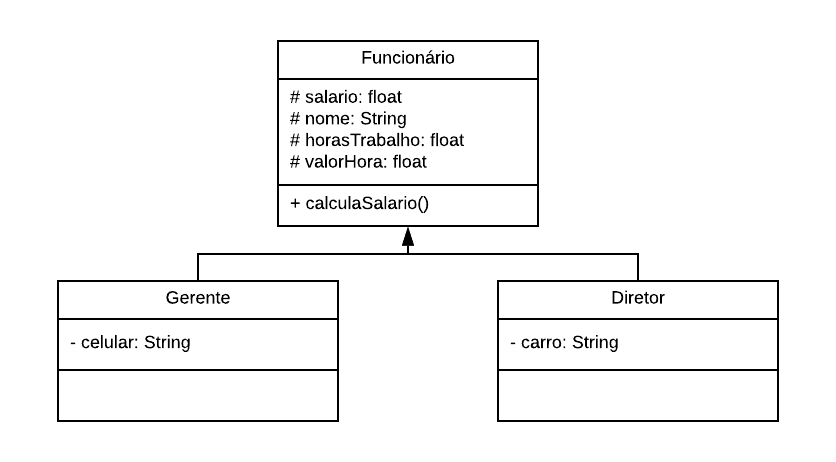 Funcionário
# salario: float
# nome: String
# horasTrabalho: float
# valorHora: float
+ calculaSalario()
Gerente
- celular: String
Diretor
- carro: String